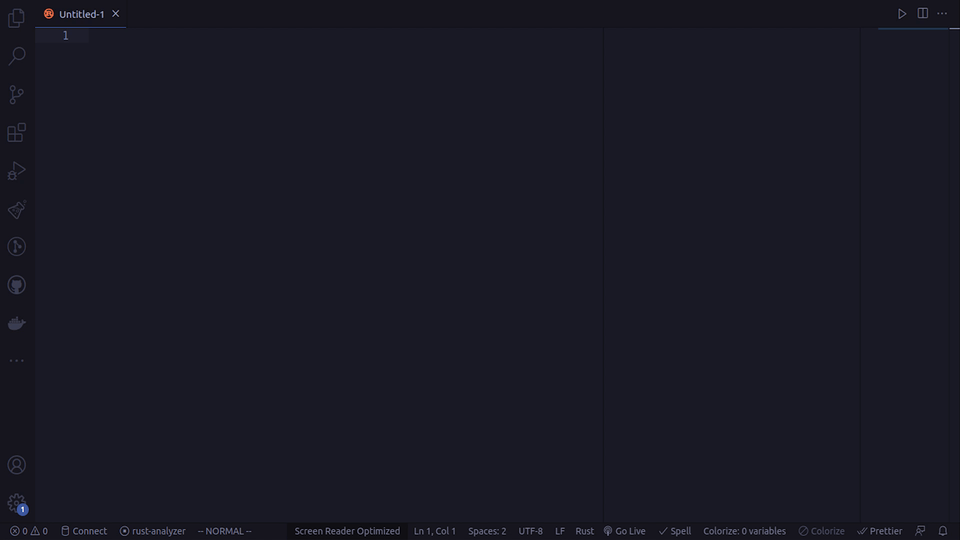 Untitled-1
1
1
0 0 Connect rust-analyzer -- NORMAL -- Screen Reader Optimized Ln 1, Col 1 Spaces: 2 UTF-8 LF Rust Go Live Spell Colorize: 0 variables Colorize Prettier